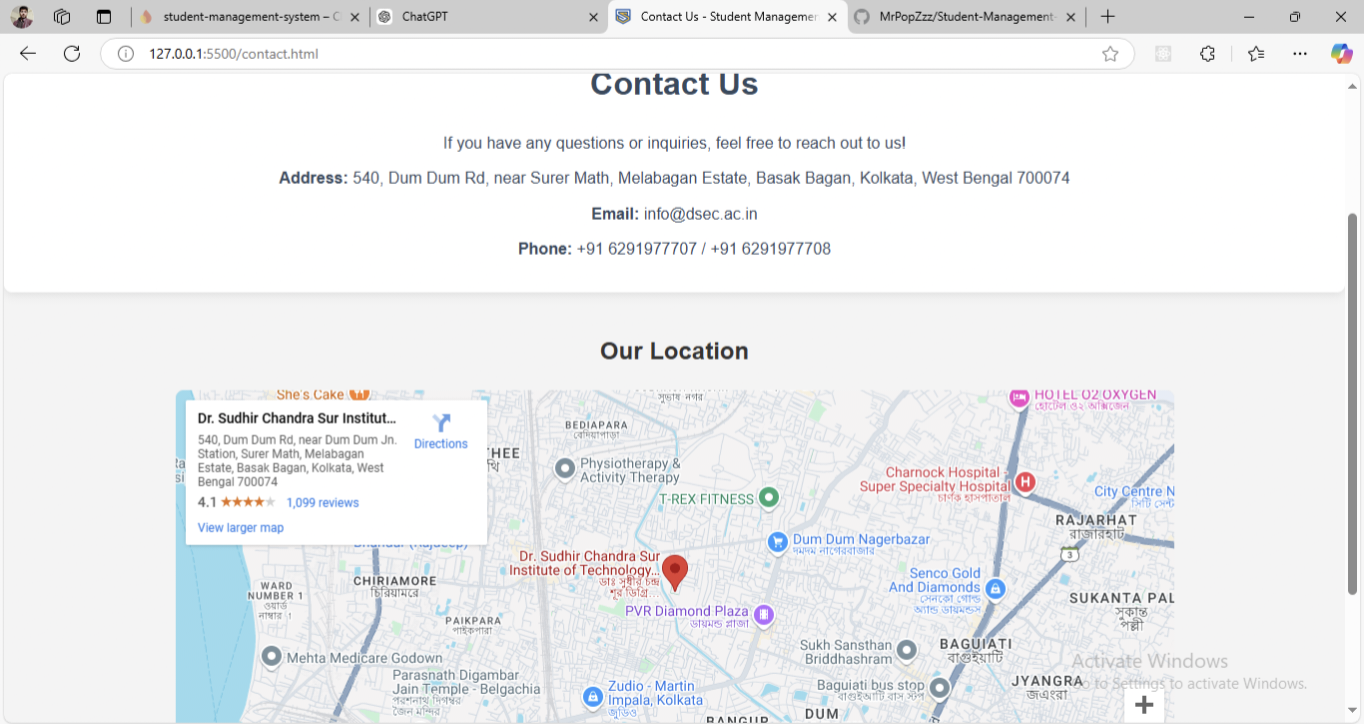 student-management-system – C
ChatGPT
Contact Us - Student Managemen
MrPopZzz/Student-Management-
127.0.0.1:5500/contact.html
Contact Us
If you have any questions or inquiries, feel free to reach out to us!
Address: 540, Dum Dum Rd, near Surer Math, Melabagan Estate, Basak Bagan, Kolkata, West Bengal 700074
Email: info@dsec.ac.in
Phone: +91 6291977707 / +91 6291977708
Our Location
She's Cake
Dr. Sudhir Chandra Sur Institut...
540, Dum Dum Rd, near Dum Dum Jn.
Station, Surer Math, Melabagan
Estate, Basak Bagan, Kolkata, West
Bengal 700074
Directions
4.1
1,099 reviews
View larger map
সুভাষ নগর
BEDIAPARA
বেদিয়াপাড়া
THEE
থি
HOTEL O2 OXYGEN
হোটেল ও২ অক্সিজেন
Physiotherapy &
Activity Therapy
T-REX FITNESS
Charnock Hospital -
Super Specialty Hospital
চার্ণক হাসপাতাল
H
City Centre N
সিটি সেন্ট
RAJARHAT
রাজারহাট
3
Dum Dum Nagerbazar
দমদম নাগেরবাজার
Dr. Sudhir Chandra Sur
Institute of Technology...
ডাঃ সুধীর চন্দ্র
শূর ডিগ্রি...
Senco Gold
And Diamonds
সেনকো গোল্ড
অ্যান্ড ডায়মন্ডস
WARD
NUMBER 1
ওয়ার্ড
নাম্বার ১
CHIRIAMORE
চিরিয়ামরে
PVR Diamond Plaza
ডায়মন্ড প্লাজা
SUKANTA PAL
সুকান্ত
পল্লী
PAIKPARA
পাইকপারা
Sukh Sansthan
Briddhashram
BAGUIATI
বাগুইয়াটি
Mehta Medicare Godown
Parasnath Digambar
Jain Temple - Belgachia
পরশনাথ দিগম্বর
জৈন মন্দির
Zudio - Martin
Impala, Kolkata
জুডিও
Baguiati bus stop
বাগুইআটি বাস স্টপ
JYANGRA
জ্যাংরা
BANGUR
DUM
Activate Windows
Go to Settings to activate Windows.